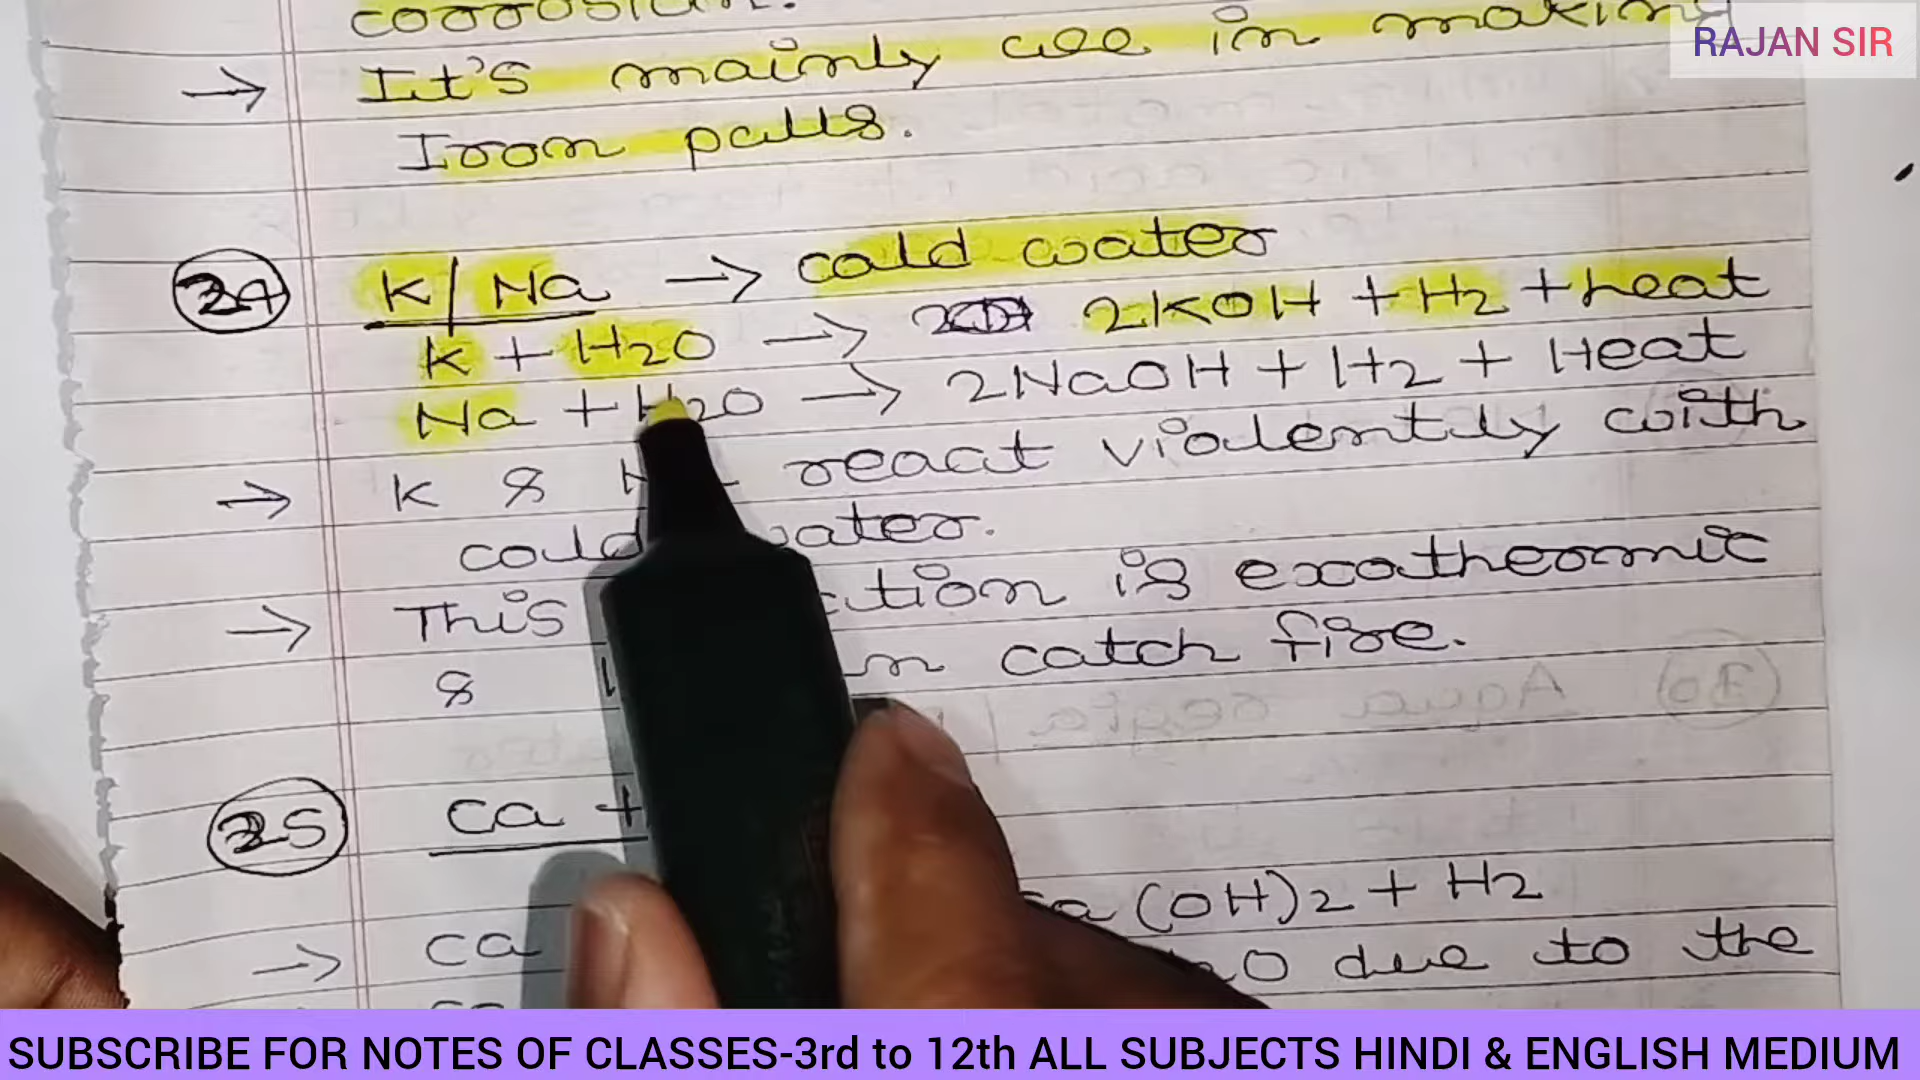 RAJAN SIR
→ It's mainly use in making
Iron palls.
24 K/Na → cold water
K + H2O → 2KOH + H2 + heat
Na + H2O → 2NaOH + H2 + Heat
→ K & react violently with
cold water.
→ This is exothermic
& catch fire.
25 Ca +
(OH)2 + H2
→ Ca due to the
SUBSCRIBE FOR NOTES OF CLASSES-3rd to 12th ALL SUBJECTS HINDI & ENGLISH MEDIUM